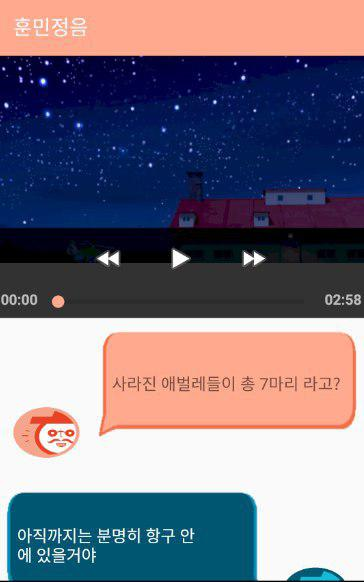 훈민정음
00:00
02:58
사라진 애벌레들이 총 7마리 라고?
아직까지는 분명히 항구 안
에 있을거야